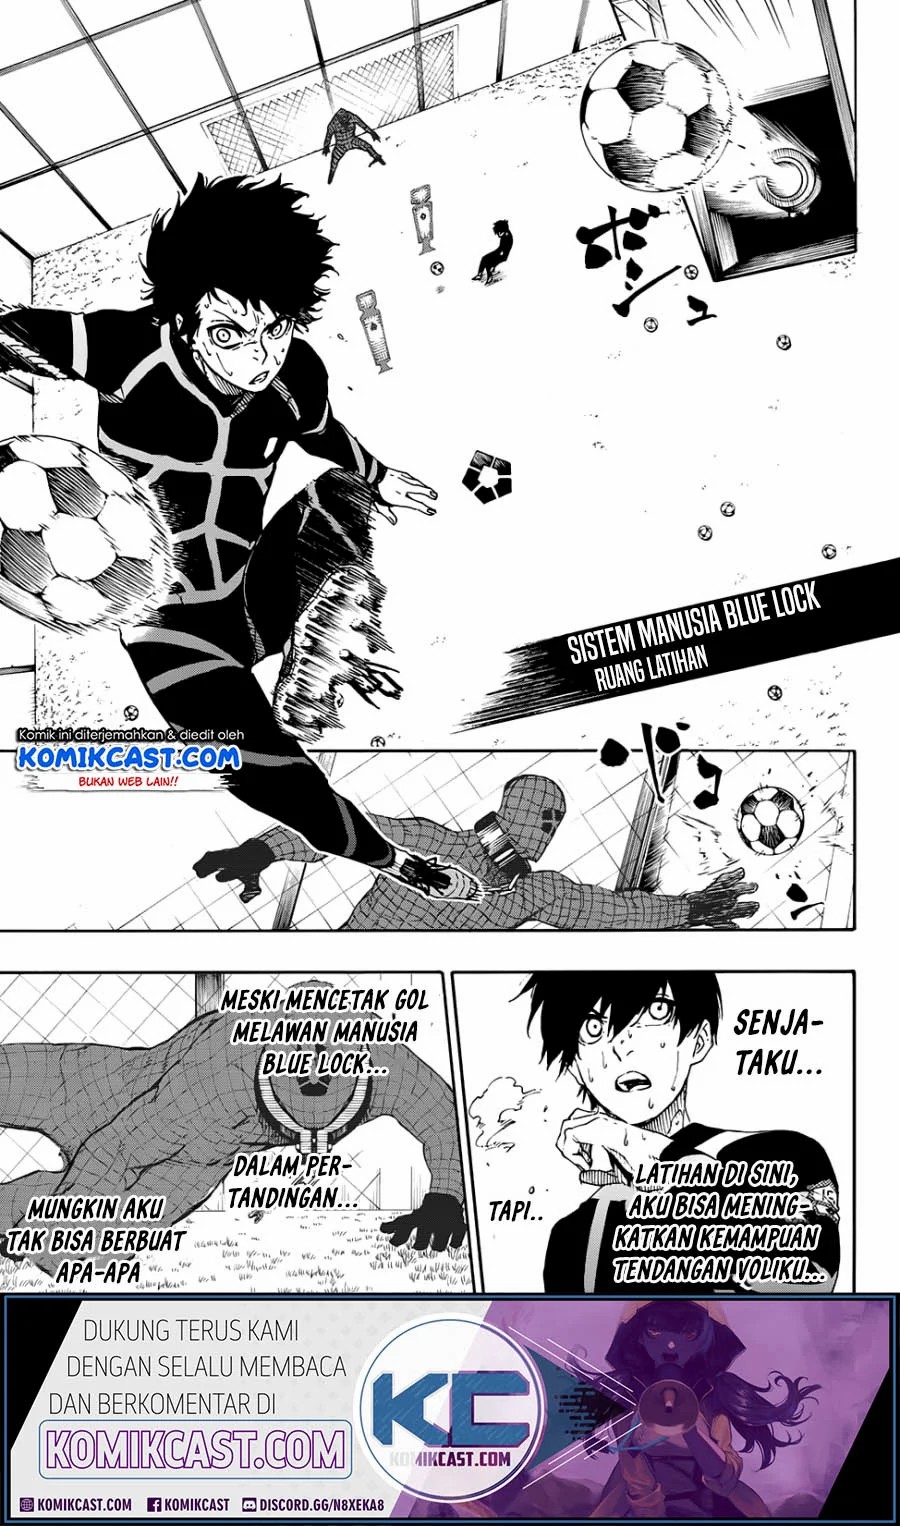 ボシュ
SISTEM MANUSIA BLUE LOCK
RUANG LATIHAN
Komik ini diterjemahkan & diedit oleh
KOMIKCAST.COM
BUKAN WEB LAIN!!
SENJA-
TAKU...
LATIHAN DI SINI,
AKU BISA MENING-
KATKAN KEMAMPUAN
TENDANGAN VOLIKU...
TAPI..
MESKI MENCETAK GOL
MELAWAN MANUSIA
BLUE LOCK...
DALAM PER-
TANDINGAN...
MUNGKIN AKU
TAK BISA BERBUAT
APA-APA
DUKUNG TERUS KAMI
DENGAN SELALU MEMBACA
DAN BERKOMENTAR DI
KOMIKCAST.COM
KC
KOMIKCAST.COM
KOMIKCAST.COM
KOMIKCAST
DISCORD.GG/N8XEKA8